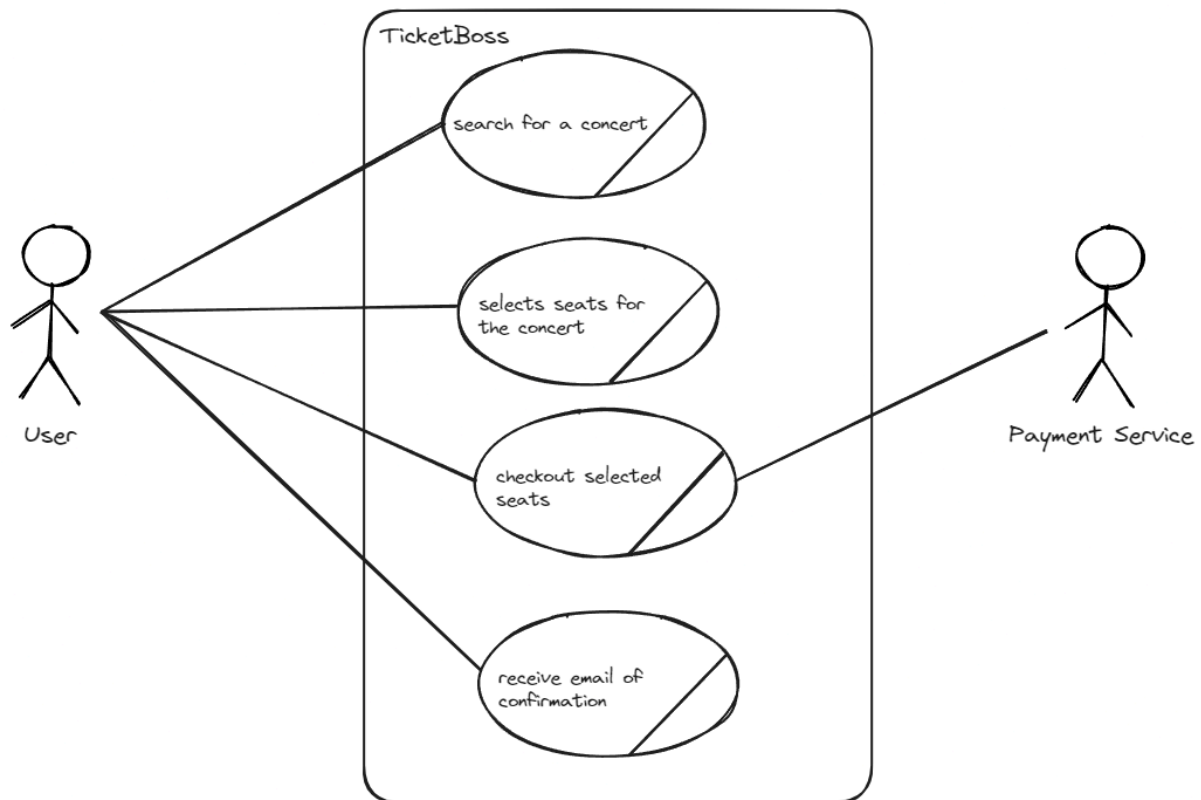 TicketBoss
search for a concert
selects seats for
the concert
checkout selected
seats
User
Payment Service
receive email of
confirmation